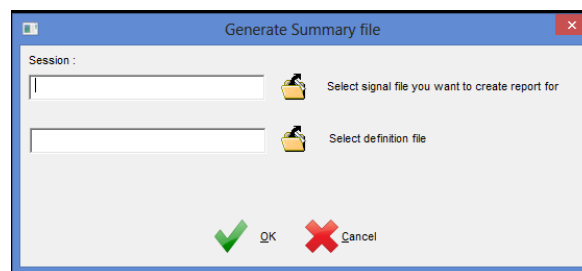 Generate Summary file
Session :
Select signal file you want to create report for
Select definition file
OK
Cancel